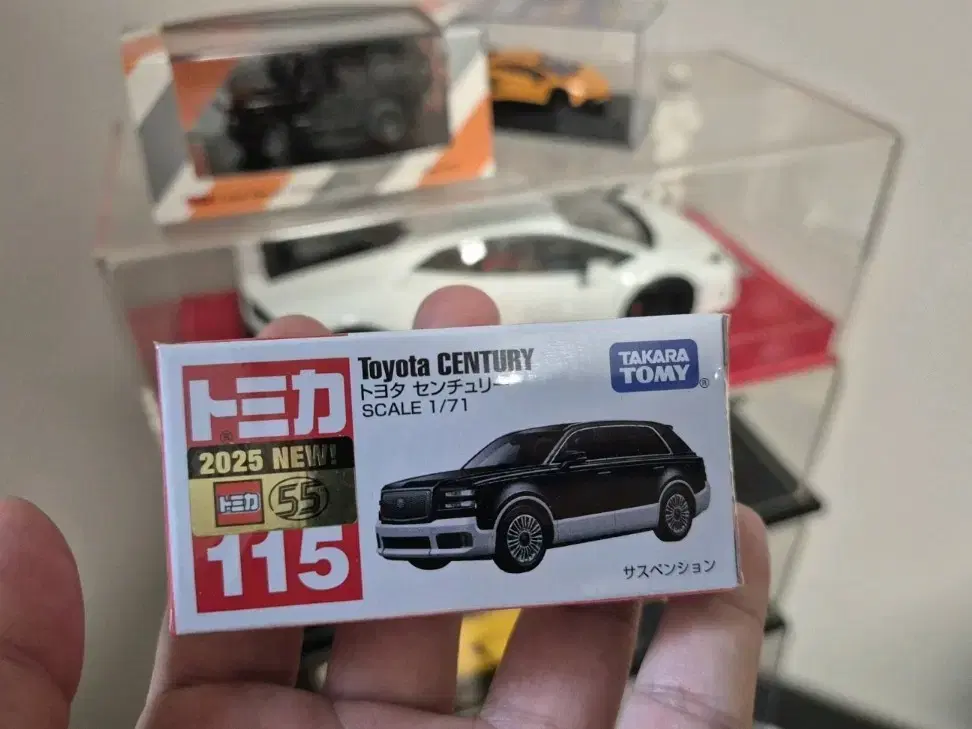 トミカ®
2025 NEW!
トミカ 55
115
Toyota CENTURY
トヨタ センチュリー
SCALE 1/71
TAKARA
TOMY®
サスペンション